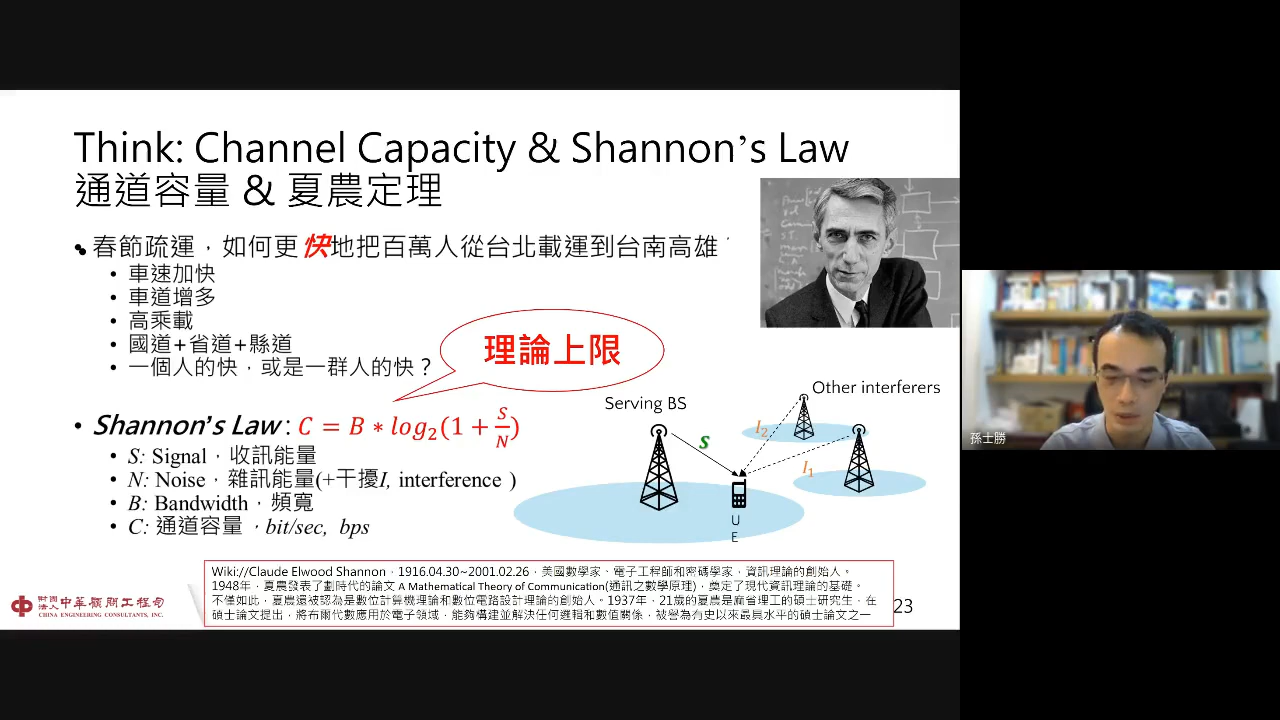 Think: Channel Capacity & Shannon's Law
通道容量 & 夏農定理
• 春節疏運，如何更快地把百萬人從台北載運到台南高雄
• 車速加快
• 車道增多
• 高乘載
• 國道+省道+縣道
• 一個人的快，或是一群人的快？
理論上限
• Shannon's Law : C = B ∗ log₂(1 + S/N)
• S: Signal，收訊能量
• N: Noise，雜訊能量(+干擾I, interference )
• B: Bandwidth，頻寬
• C: 通道容量，bit/sec, bps
Serving BS
Other interferers
S
I₂
I₁
U
E
Wiki://Claude Elwood Shannon，1916.04.30~2001.02.26，美國數學家、電子工程師和密碼學家，資訊理論的創始人。
1948年，夏農發表了劃時代的論文 A Mathematical Theory of Communication(通訊之數學原理)，奠定了現代資訊理論的基礎。
不僅如此，夏農還被認為是數位計算機理論和數位電路設計理論的創始人。1937年，21歲的夏農是麻省理工的碩士研究生，在
碩士論文提出，將布爾代數應用於電子領域，能夠構建並解決任何邏輯和數值關係，被譽為有史以來最具水平的碩士論文之一
財團法人 中華顧問工程司
CHINA ENGINEERING CONSULTANTS, INC.
23
孫士勝